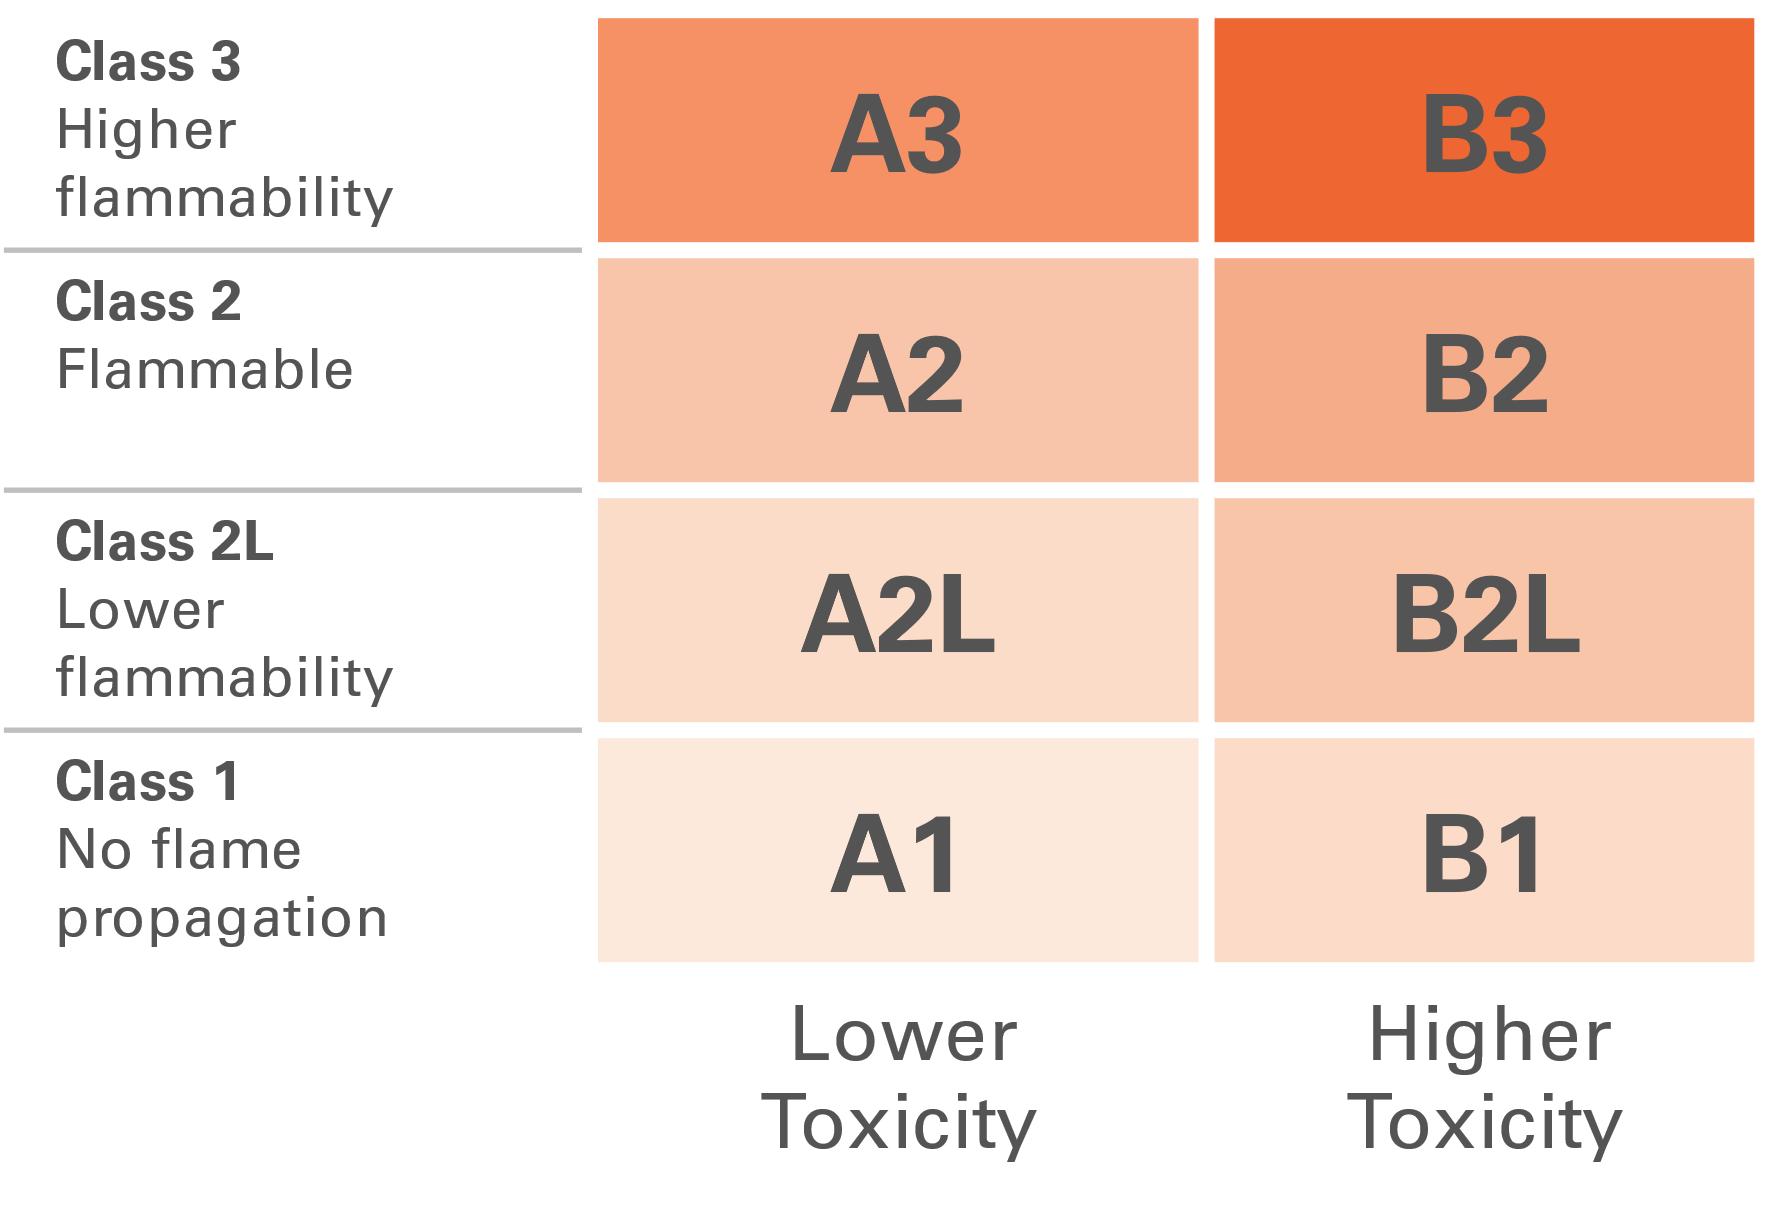 Class 3
Higher
flammability
A3
B3
Class 2
Flammable
A2
B2
Class 2L
Lower
flammability
A2L
B2L
Class 1
No flame
propagation
A1
B1
Lower
Toxicity
Higher
Toxicity